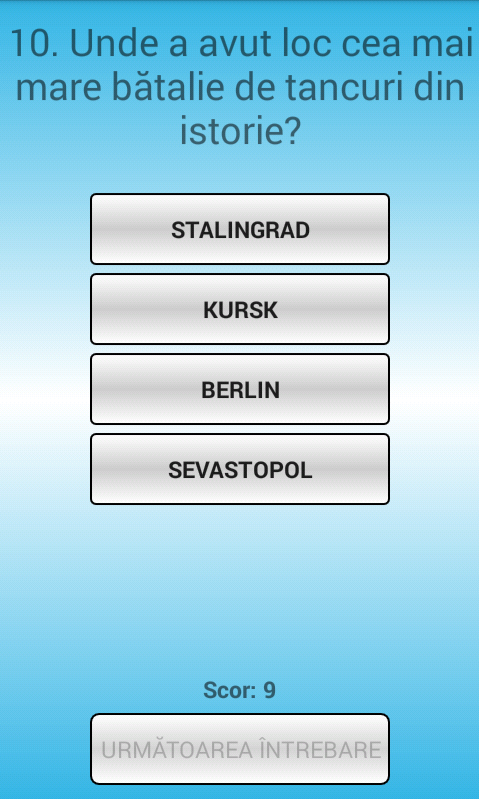 10. Unde a avut loc cea mai
mare bătalie de tancuri din
istorie?
STALINGRAD
KURSK
BERLIN
SEVASTOPOL
Scor: 9
URMĂTOAREA ÎNTREBARE